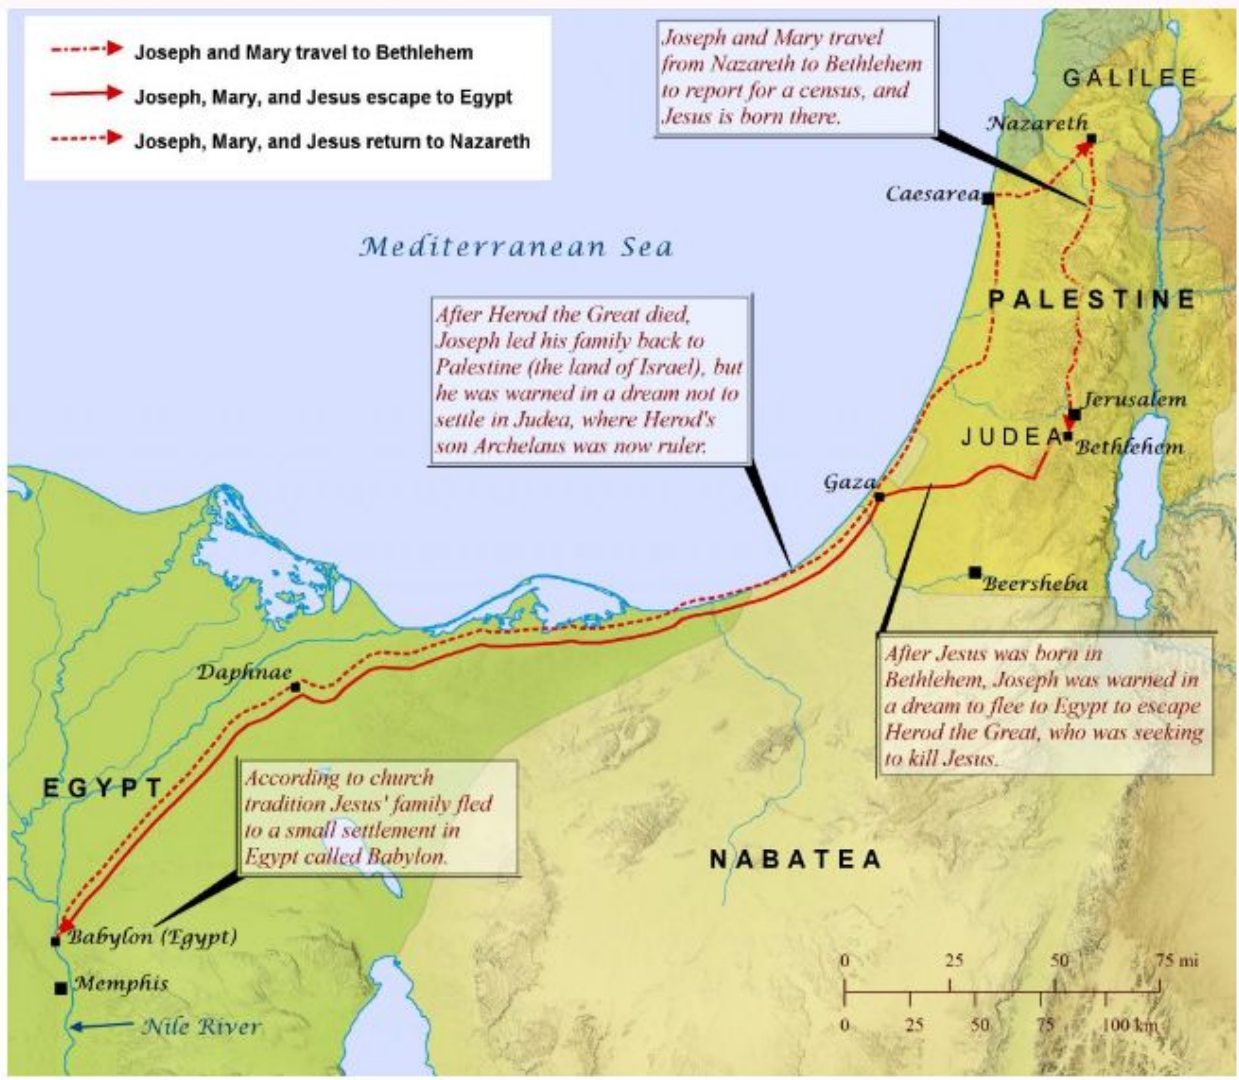 Joseph and Mary travel to Bethlehem
Joseph, Mary, and Jesus escape to Egypt
Joseph, Mary, and Jesus return to Nazareth
Joseph and Mary travel
from Nazareth to Bethlehem
to report for a census, and
Jesus is born there.
GALILEE
Nazareth
Caesarea
Mediterranean Sea
PALESTINE
After Herod the Great died,
Joseph led his family back to
Palestine (the land of Israel), but
he was warned in a dream not to
settle in Judea, where Herod's
son Archelaus was now ruler.
Jerusalem
JUDEA
Bethlehem
Gaza
Beersheba
After Jesus was born in
Bethlehem, Joseph was warned in
a dream to flee to Egypt to escape
Herod the Great, who was seeking
to kill Jesus.
Daphnae
EGYPT
According to church
tradition Jesus' family fled
to a small settlement in
Egypt called Babylon.
NABATEA
Babylon (Egypt)
Memphis
Nile River
0 25 50 75 mi
0 25 50 75 100 km